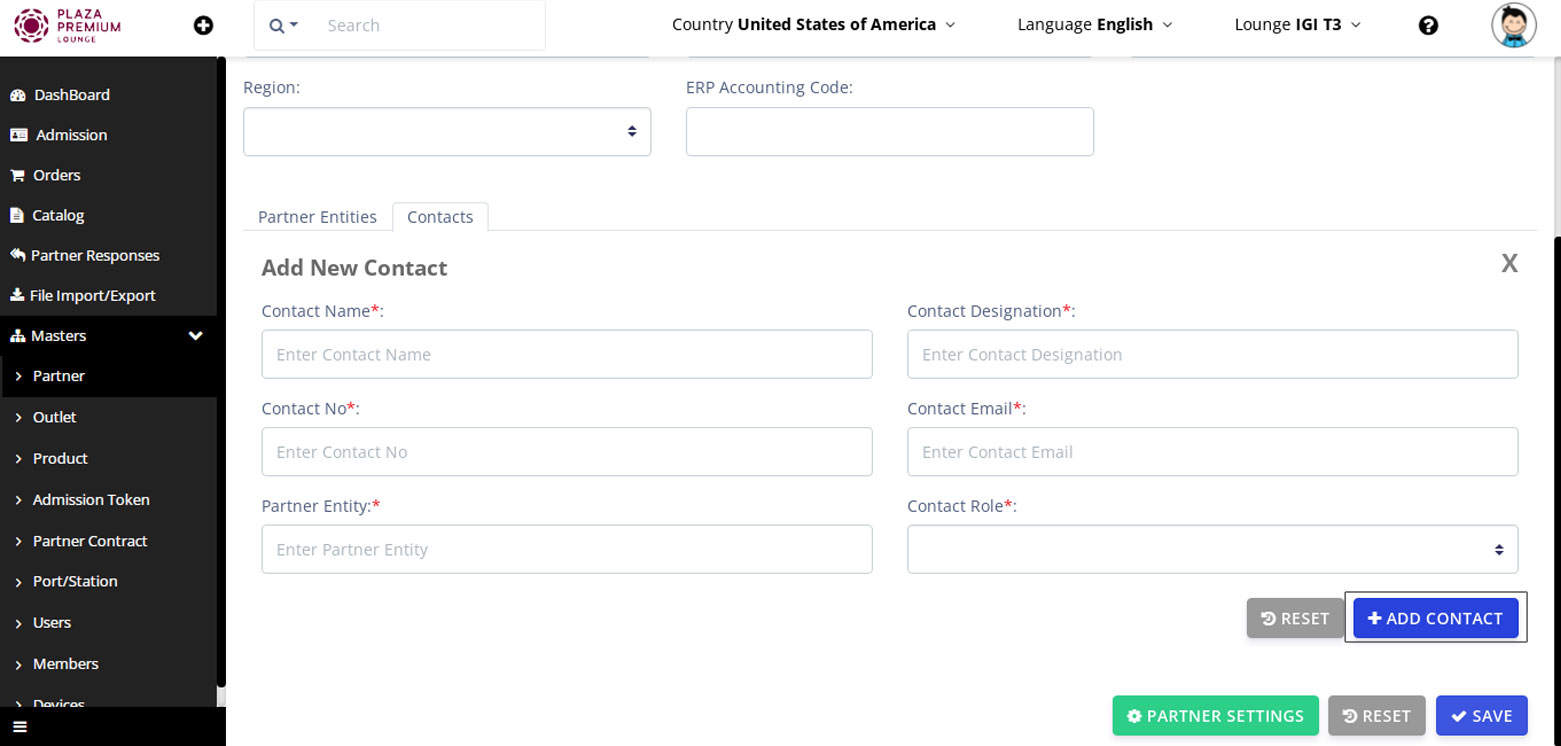 PLAZA
PREMIUM
LOUNGE
Search
Country United States of America
Language English
Lounge IGI T3
DashBoard
Admission
Orders
Catalog
Partner Responses
File Import/Export
Masters
Partner
Outlet
Product
Admission Token
Partner Contract
Port/Station
Users
Members
Devices
Region:
ERP Accounting Code:
Partner Entities
Contacts
Add New Contact
X
Contact Name*:
Contact Designation*:
Enter Contact Name
Enter Contact Designation
Contact No*:
Contact Email*:
Enter Contact No
Enter Contact Email
Partner Entity:*
Contact Role*:
Enter Partner Entity
RESET
ADD CONTACT
PARTNER SETTINGS
RESET
SAVE